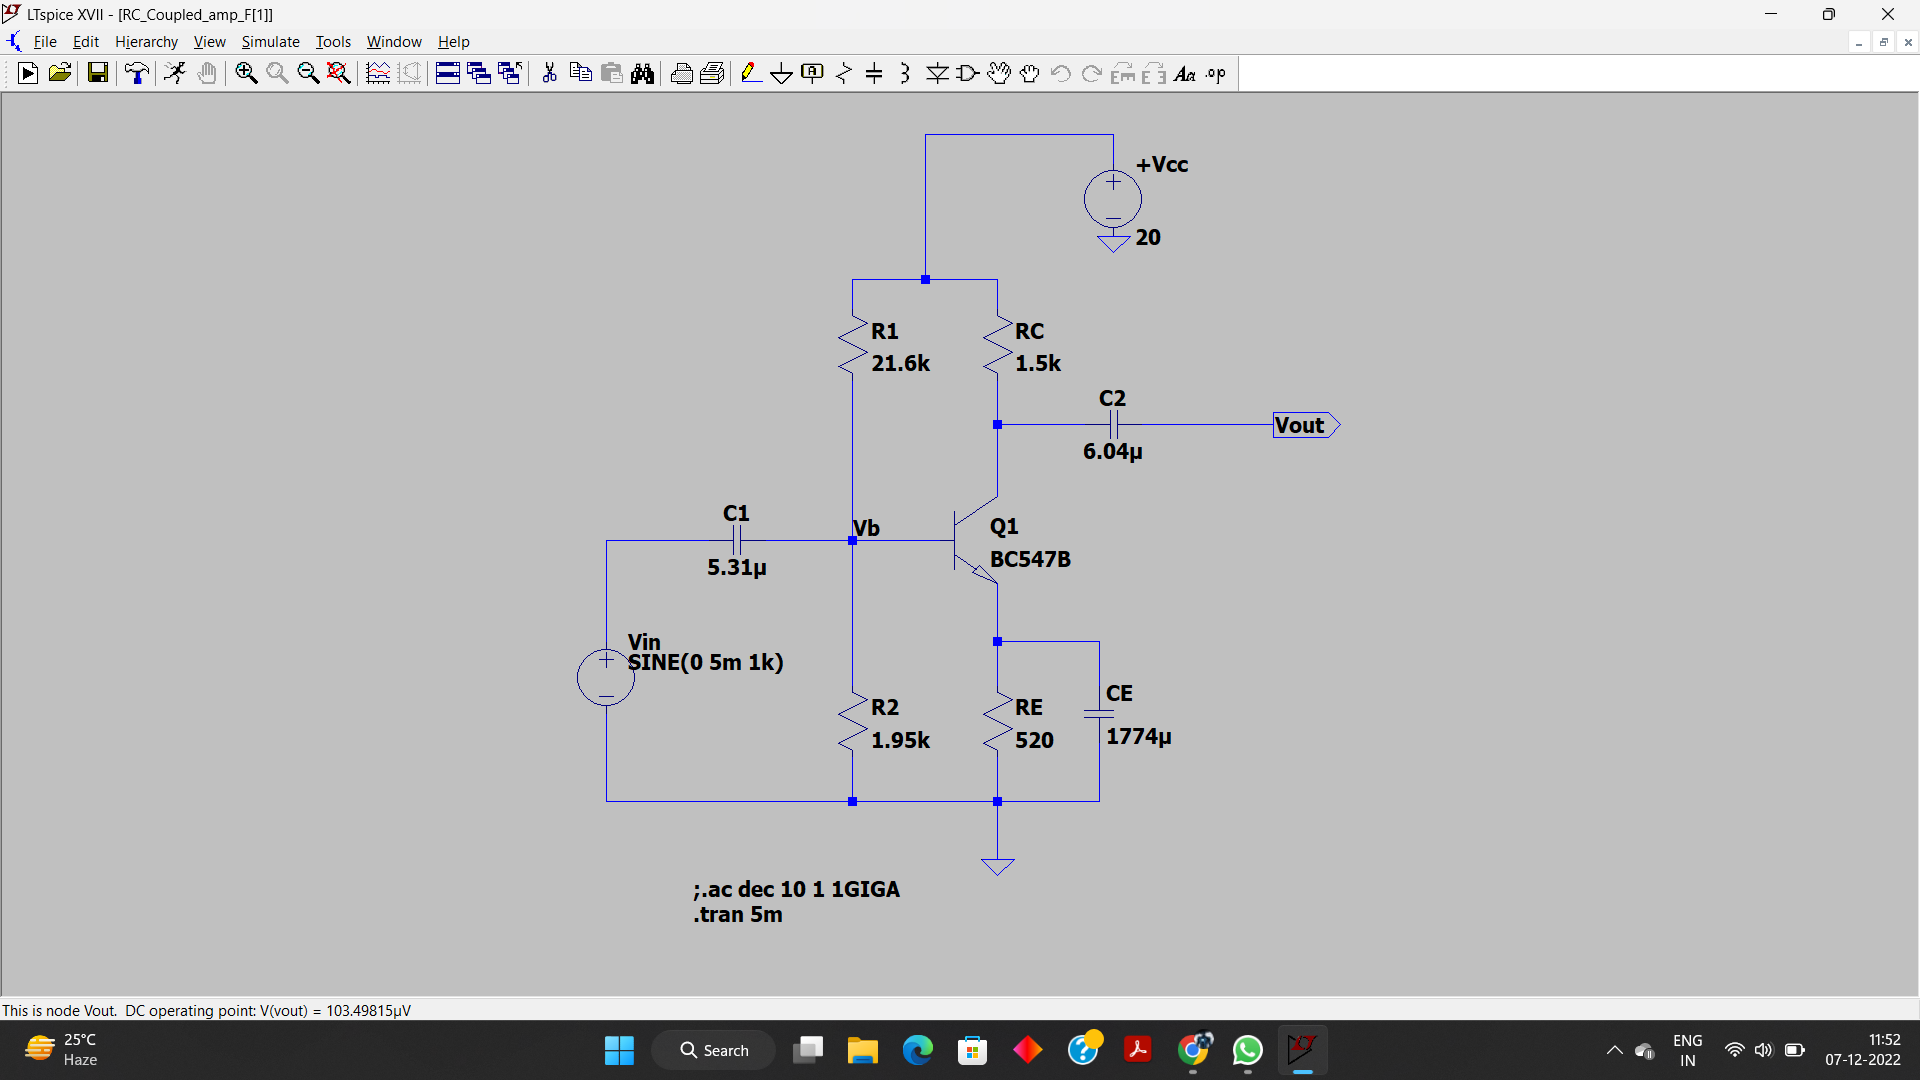 LTspice XVII - [RC_Coupled_amp_F[1]]
File Edit Hierarchy View Simulate Tools Window Help
A Aa .op
+Vcc
20
R1
21.6k
RC
1.5k
C2
6.04µ
Vout
C1
5.31µ
Vb
Q1
BC547B
Vin
SINE(0 5m 1k)
R2
1.95k
RE
520
CE
1774µ
;.ac dec 10 1 1GIGA
.tran 5m
This is node Vout. DC operating point: V(vout) = 103.49815µV
25°C
Haze
Search
ENG
IN
11:52
07-12-2022